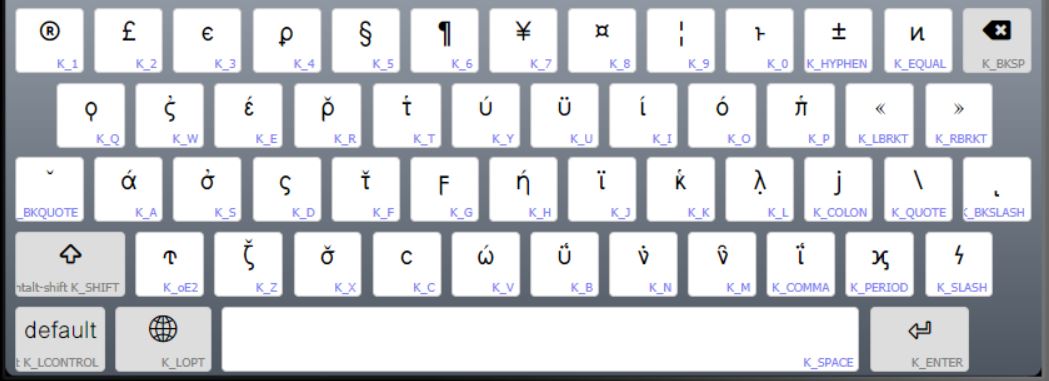 ® £ ϵ ρ § ¶ ¥ ¤ ¦ ͱ ± ͷ
K_1 K_2 K_3 K_4 K_5 K_6 K_7 K_8 K_9 K_0 K_HYPHEN K_EQUAL K_BKSP
ϙ έ ρ̌ τ̇ ύ ϋ ί ό π̇ « »
K_Q K_W K_E K_R K_T K_Y K_U K_I K_O K_P K_LBRKT K_RBRKT
˘ ά σ̇ ς τ̌ ϝ ή ϊ κ̇ λ̣ ϳ \ ͺ
_BKQUOTE K_A K_S K_D K_F K_G K_H K_J K_K K_L K_COLON K_QUOTE K_BKSLASH
ζ̌ σ̌ c ώ ΰ ν̇ ΐ ϗ ϟ
ntalt-shift K_SHIFT K_oE2 K_Z K_X K_C K_V K_B K_N K_M K_COMMA K_PERIOD K_SLASH
default
t K_LCONTROL K_LOPT K_SPACE K_ENTER